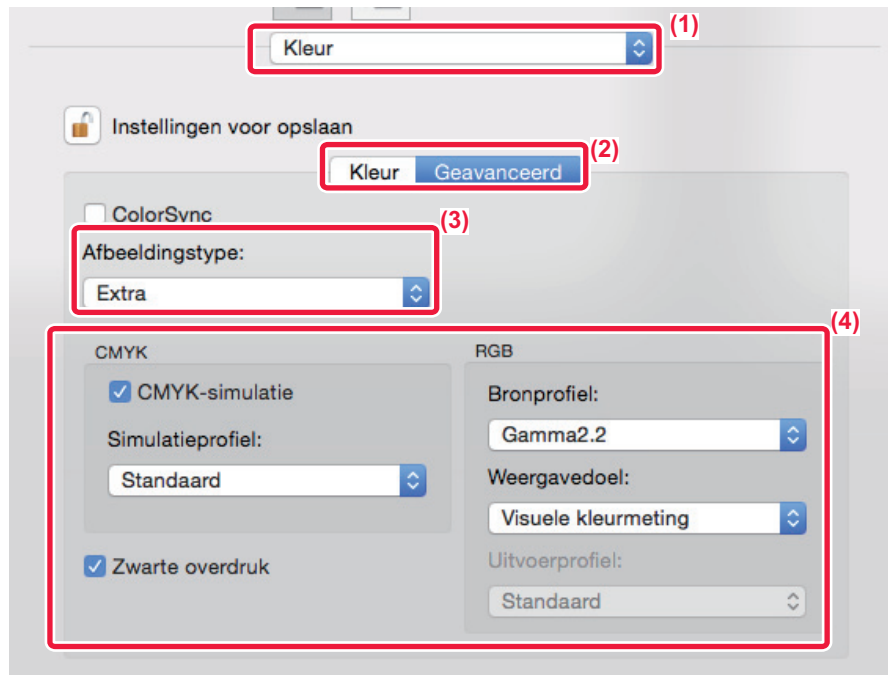 Kleur
(1)
Instellingen voor opslaan
(2)
Kleur Geavanceerd
ColorSync
(3)
Afbeeldingstype:
Extra
(4)
CMYK
CMYK-simulatie
Simulatieprofiel:
Standaard
Zwarte overdruk
RGB
Bronprofiel:
Gamma2.2
Weergavedoel:
Visuele kleurmeting
Uitvoerprofiel:
Standaard